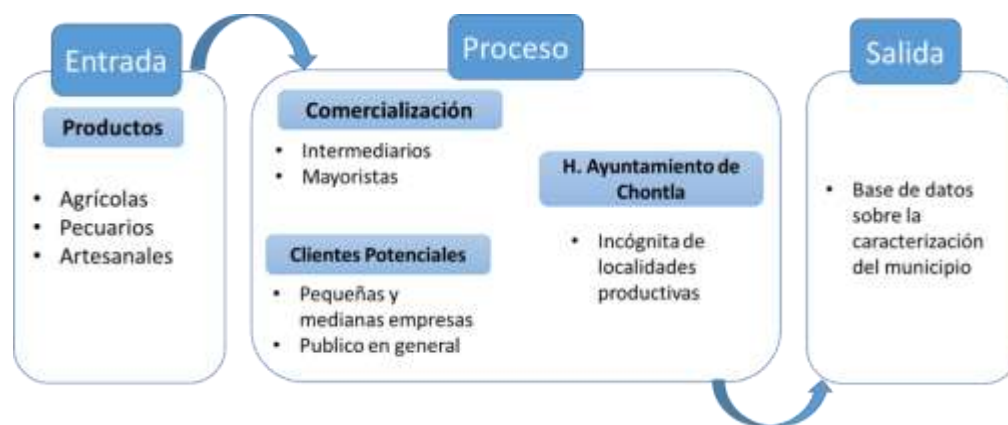 Entrada
Productos
• Agrícolas
• Pecuarios
• Artesanales
Proceso
Comercialización
• Intermediarios
• Mayoristas
Clientes Potenciales
• Pequeñas y
medianas empresas
• Publico en general
H. Ayuntamiento de
Chontla
• Incógnita de
localidades
productivas
Salida
• Base de datos
sobre la
caracterización
del municipio